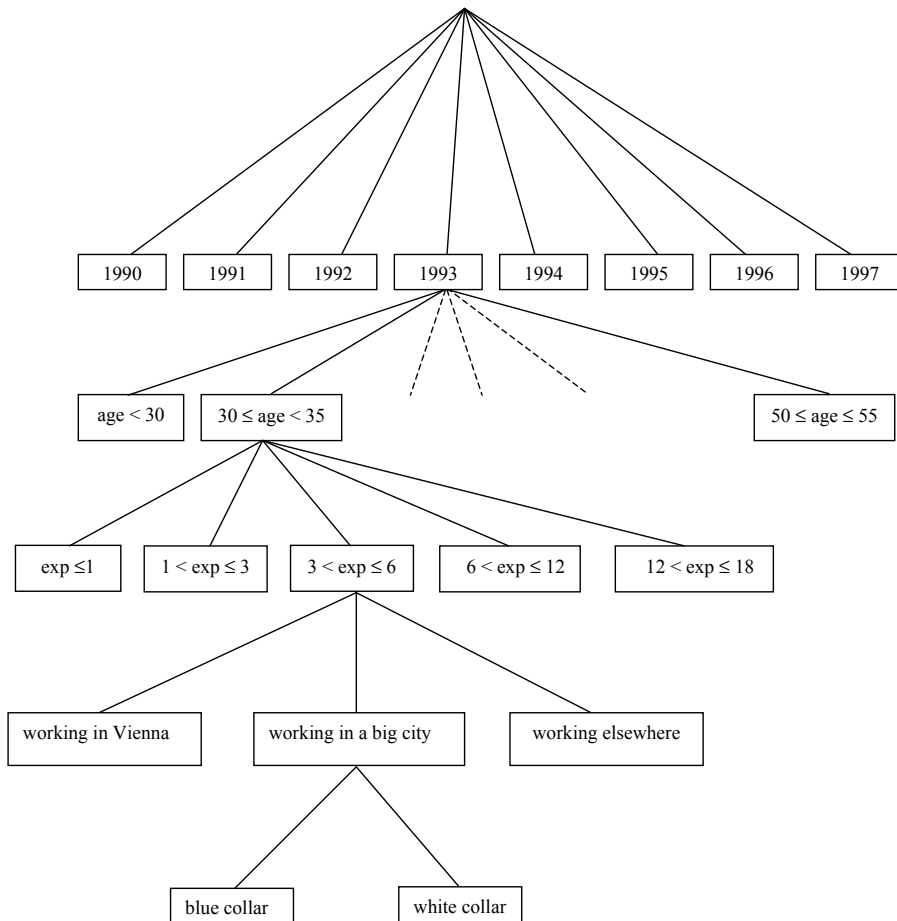 1990 1991 1992 1993 1994 1995 1996 1997
age < 30 30 ≤ age < 35 50 ≤ age ≤ 55
exp ≤1 1 < exp ≤ 3 3 < exp ≤ 6 6 < exp ≤ 12 12 < exp ≤ 18
working in Vienna working in a big city working elsewhere
blue collar white collar